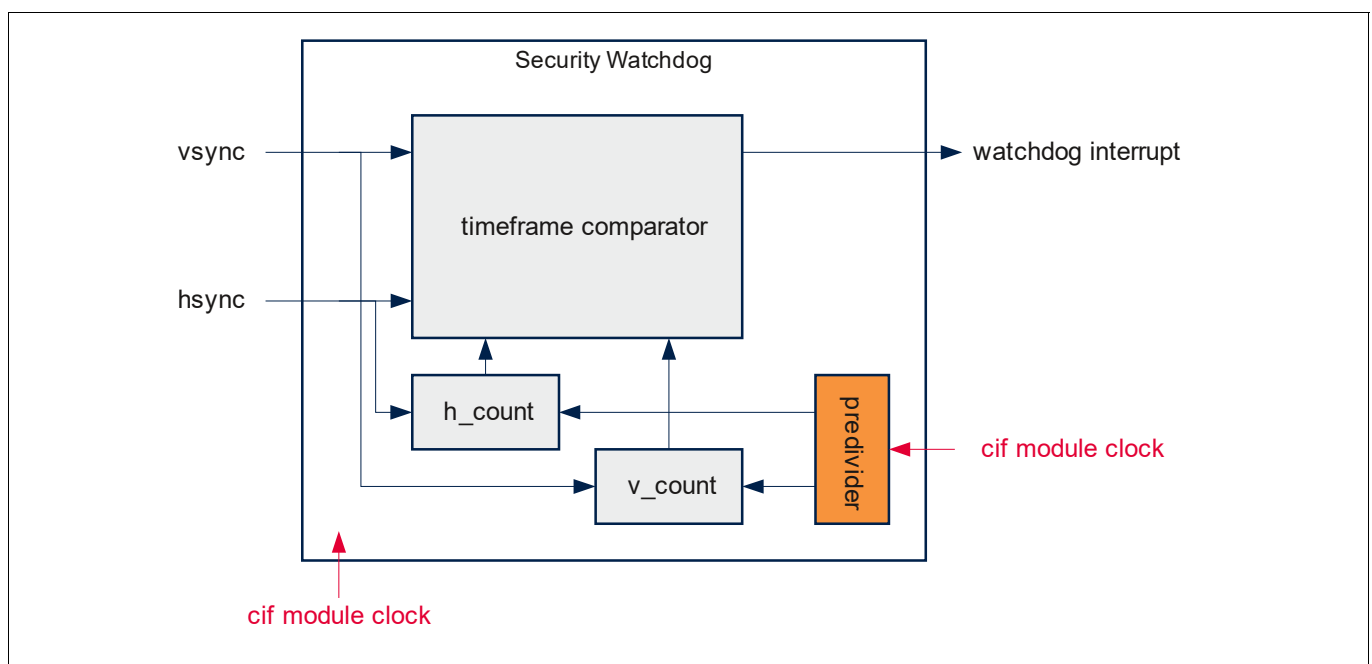 Security Watchdog
vsync
watchdog interrupt
timeframe comparator
hsync
h_count
predivider
cif module clock
v_count
cif module clock